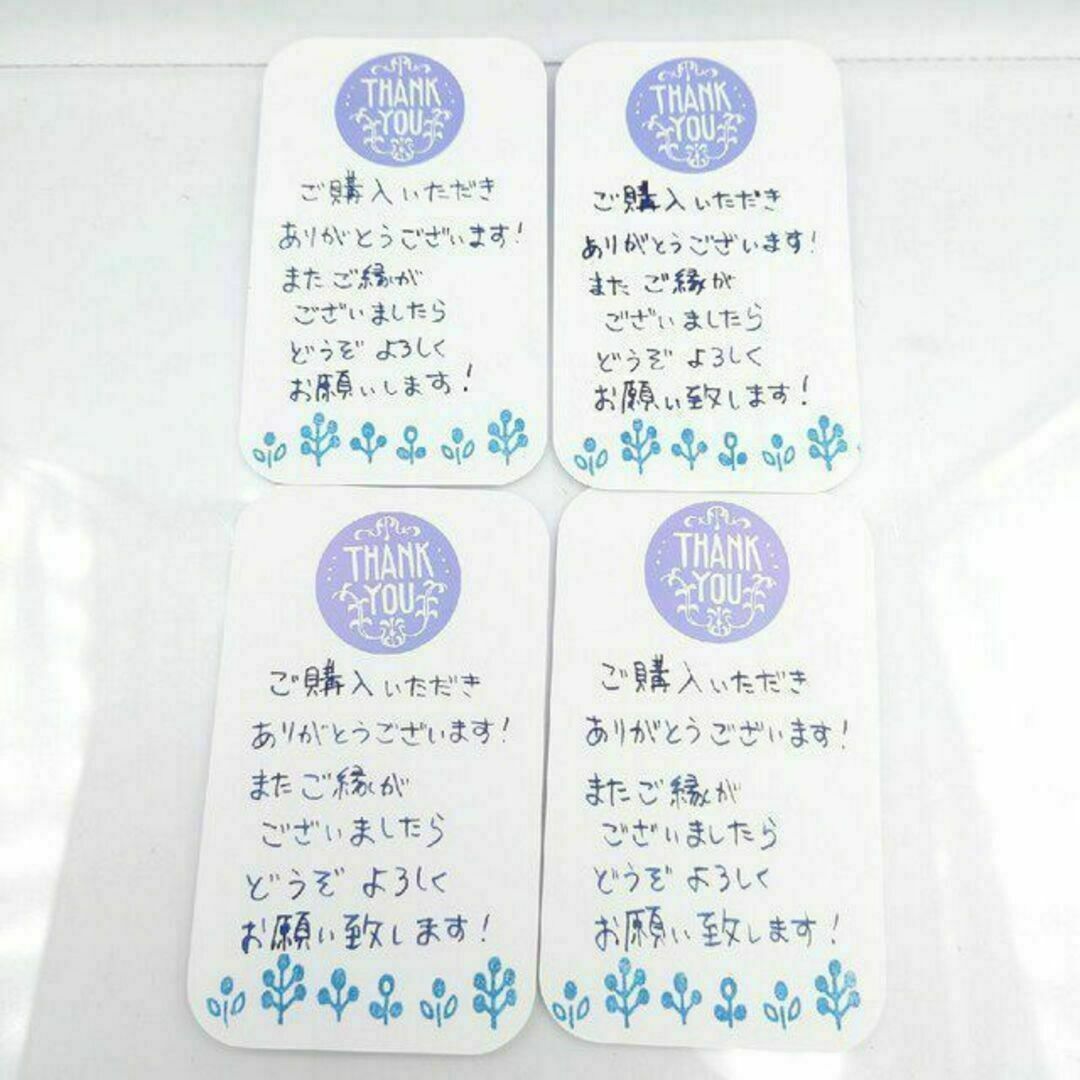 THANK
YOU
ご購入いただき
ありがとうございます!
またご縁が
ございましたら
どうぞ よろしく
お願いします!
THANK
YOU
ご購入いただき
ありがとうございます!
また ご縁が
ございましたら
どうぞ よろしく
お願い致します!
THANK
YOU
ご購入いただき
ありがとうございます!
またご縁が
ございましたら
どうぞ よろしく
お願い致します!
THANK
YOU
ご購入いただき
ありがとうございます!
またご縁が
ございましたら
どうぞ よろしく
お願い致します!